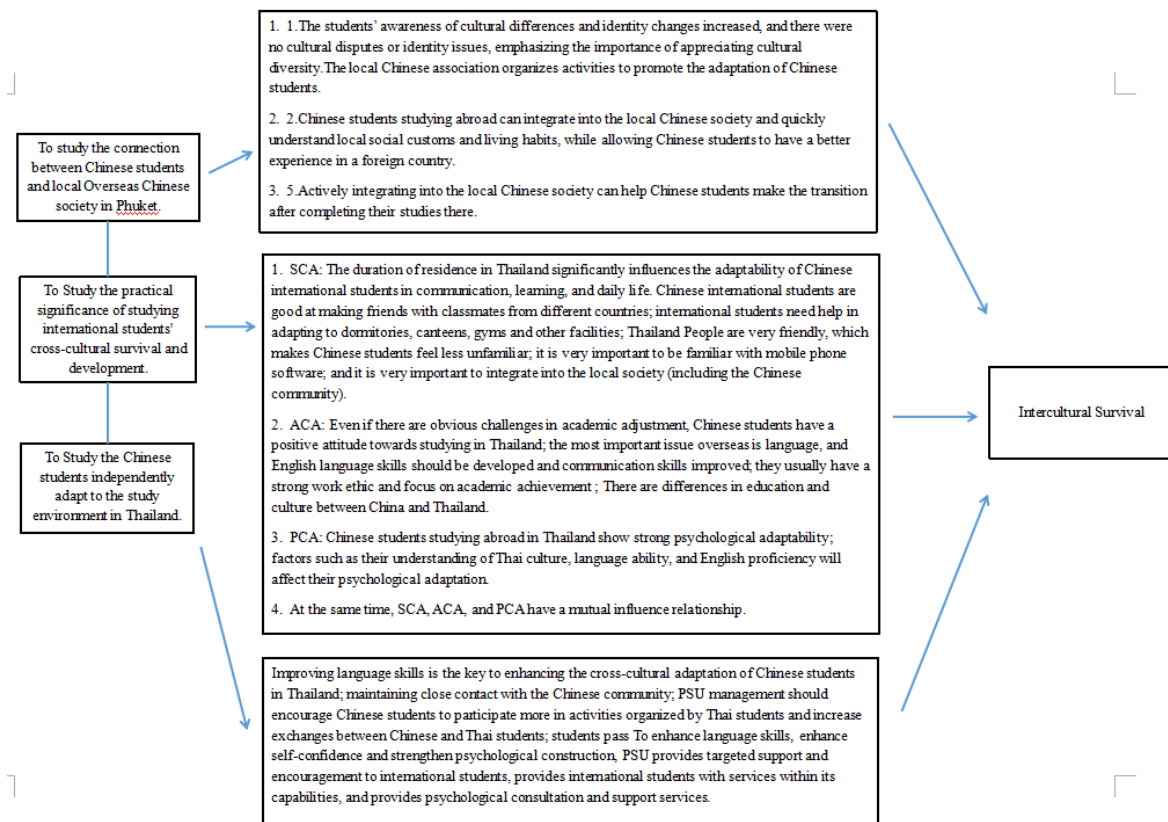 To study the connection
between Chinese students
and local Overseas Chinese
society in Phuket.
To Study the practical
significance of studying
international students'
cross-cultural survival and
development.
To Study the Chinese
students independently
adapt to the study
environment in Thailand.
1. 1.The students' awareness of cultural differences and identity changes increased, and there were
no cultural disputes or identity issues, emphasizing the importance of appreciating cultural
diversity.The local Chinese association organizes activities to promote the adaptation of Chinese
students.
2. 2.Chinese students studying abroad can integrate into the local Chinese society and quickly
understand local social customs and living habits, while allowing Chinese students to have a better
experience in a foreign country.
3. 5.Actively integrating into the local Chinese society can help Chinese students make the transition
after completing their studies there.
1. SCA: The duration of residence in Thailand significantly influences the adaptability of Chinese
international students in communication, learning, and daily life. Chinese international students are
good at making friends with classmates from different countries; international students need help in
adapting to dormitories, canteens, gyms and other facilities; Thailand People are very friendly, which
makes Chinese students feel less unfamiliar; it is very important to be familiar with mobile phone
software; and it is very important to integrate into the local society (including the Chinese
community).
2. ACA: Even if there are obvious challenges in academic adjustment, Chinese students have a
positive attitude towards studying in Thailand; the most important issue overseas is language, and
English language skills should be developed and communication skills improved; they usually have a
strong work ethic and focus on academic achievement ; There are differences in education and
culture between China and Thailand.
3. PCA: Chinese students studying abroad in Thailand show strong psychological adaptability;
factors such as their understanding of Thai culture, language ability, and English proficiency will
affect their psychological adaptation.
4. At the same time, SCA, ACA, and PCA have a mutual influence relationship.
Improving language skills is the key to enhancing the cross-cultural adaptation of Chinese students
in Thailand; maintaining close contact with the Chinese community; PSU management should
encourage Chinese students to participate more in activities organized by Thai students and increase
exchanges between Chinese and Thai students; students pass To enhance language skills, enhance
self-confidence and strengthen psychological construction, PSU provides targeted support and
encouragement to international students, provides international students with services within its
capabilities, and provides psychological consultation and support services.
Intercultural Survival